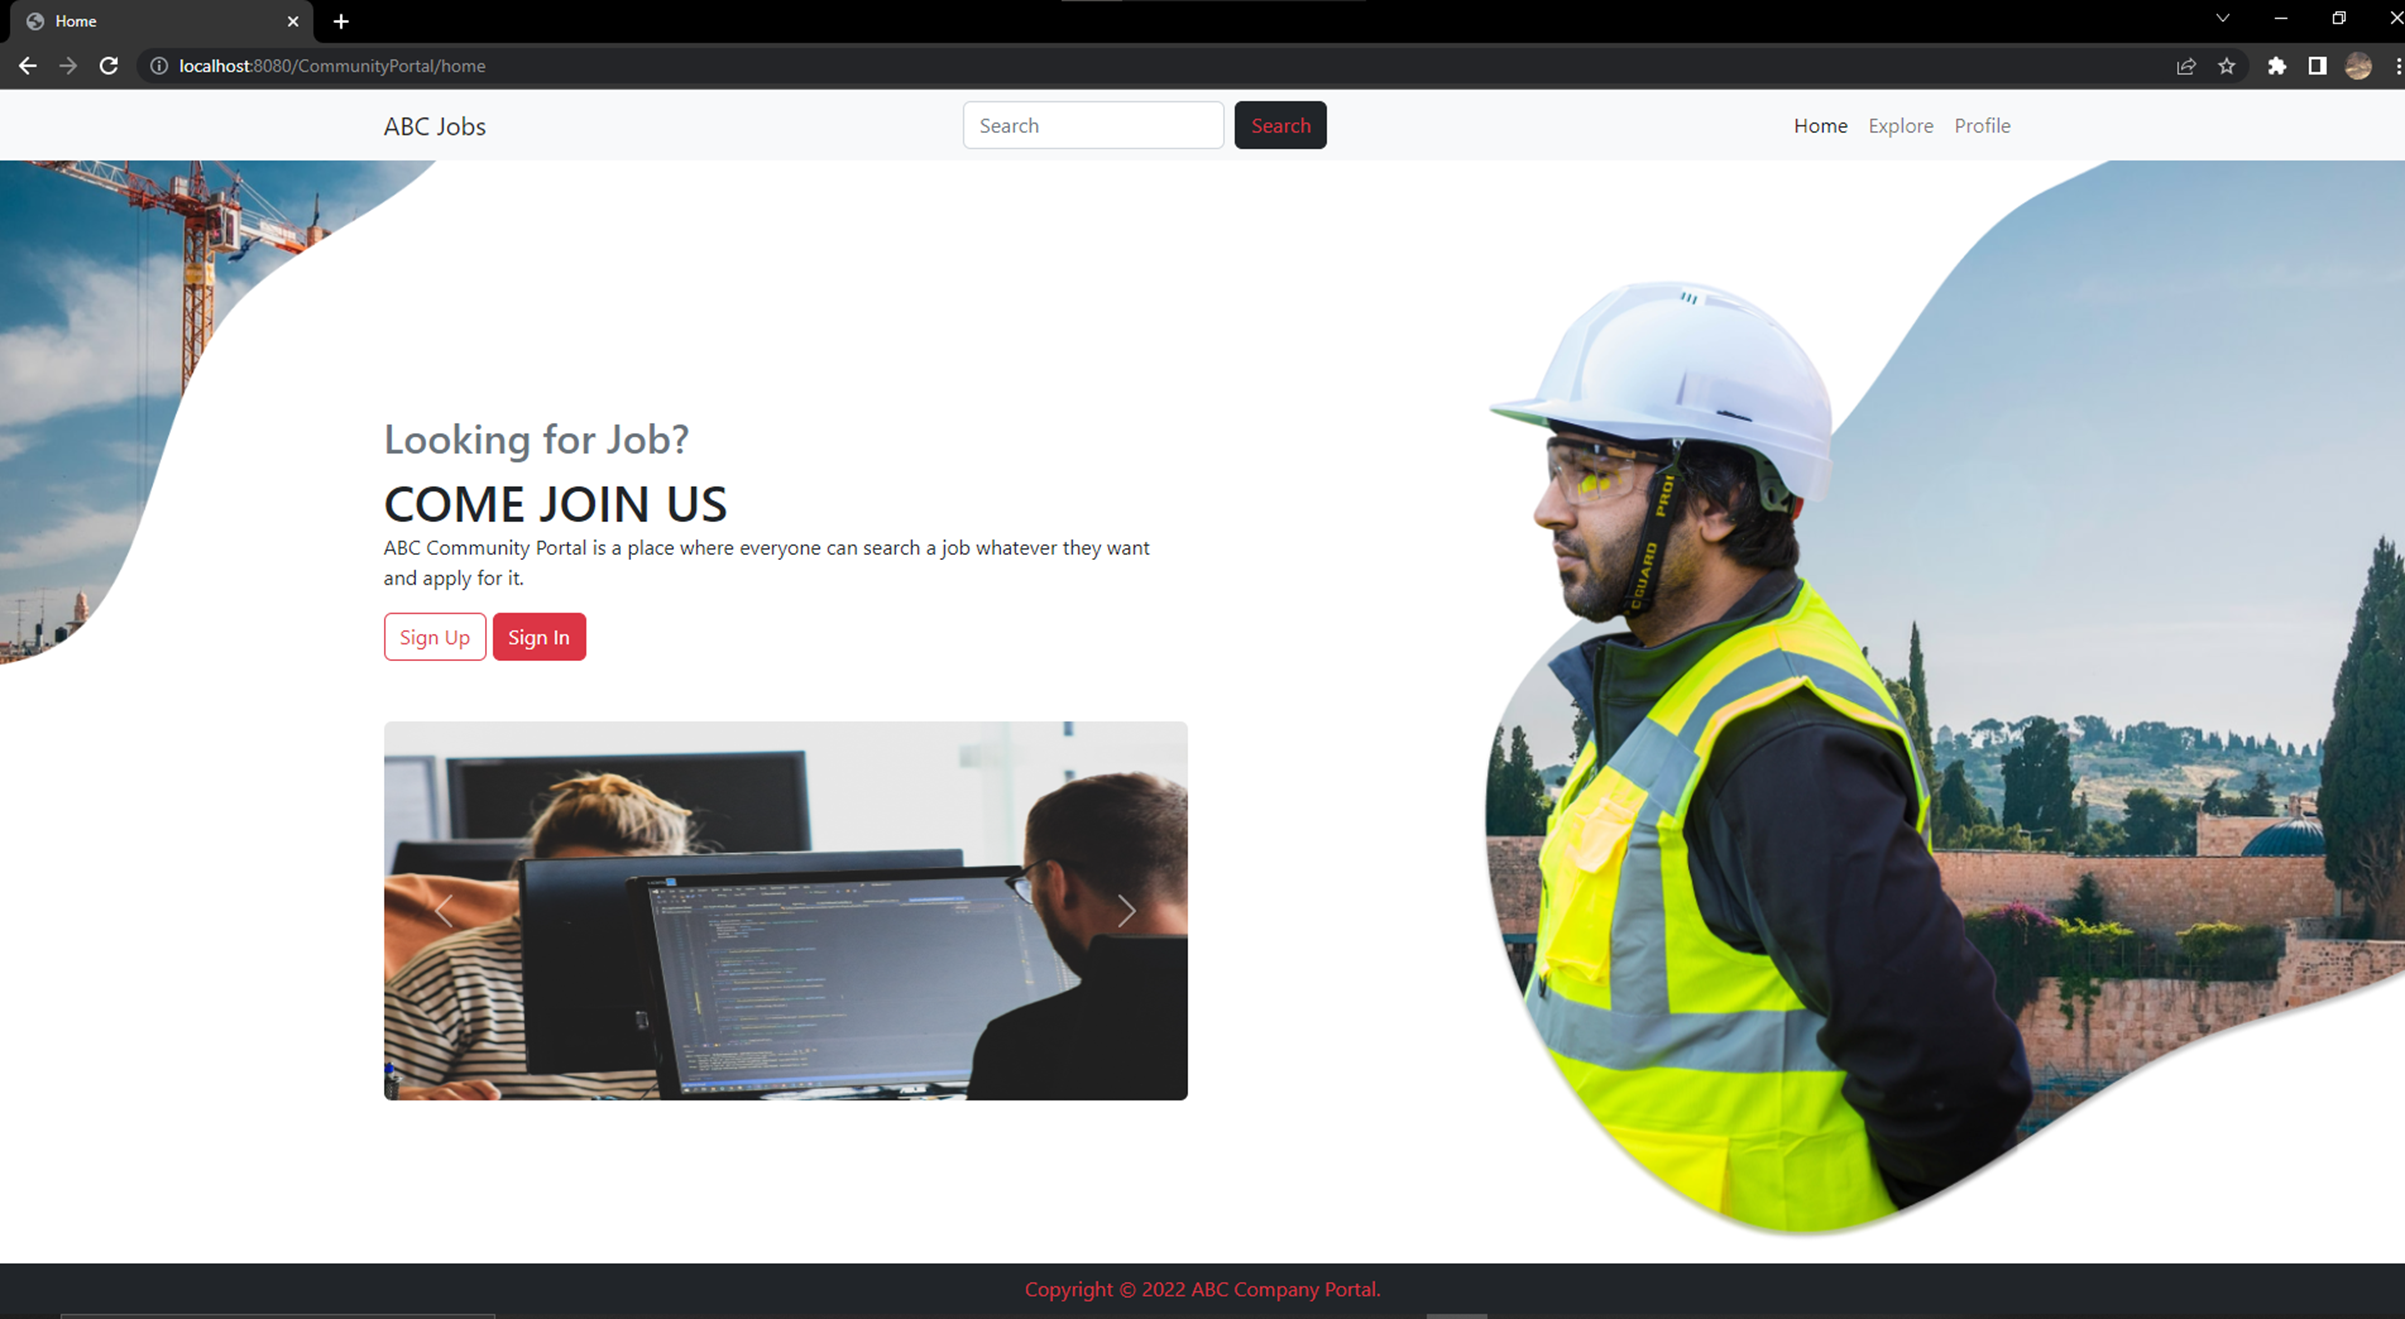 Home
localhost:8080/CommunityPortal/home
ABC Jobs
Search
Search
Home Explore Profile
Looking for Job?
COME JOIN US
ABC Community Portal is a place where everyone can search a job whatever they want
and apply for it.
Sign Up Sign In
Copyright © 2022 ABC Company Portal.